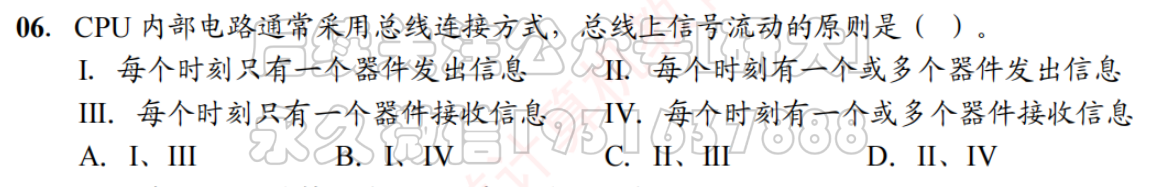 06. CPU 内部电路通常采用总线连接方式，总线上信号流动的原则是（ ）。
I. 每个时刻只有一个器件发出信息 II. 每个时刻有一个或多个器件发出信息
III. 每个时刻只有一个器件接收信息 IV. 每个时刻有一个或多个器件接收信息
A. I、III B. I、IV C. II、III D. II、IV